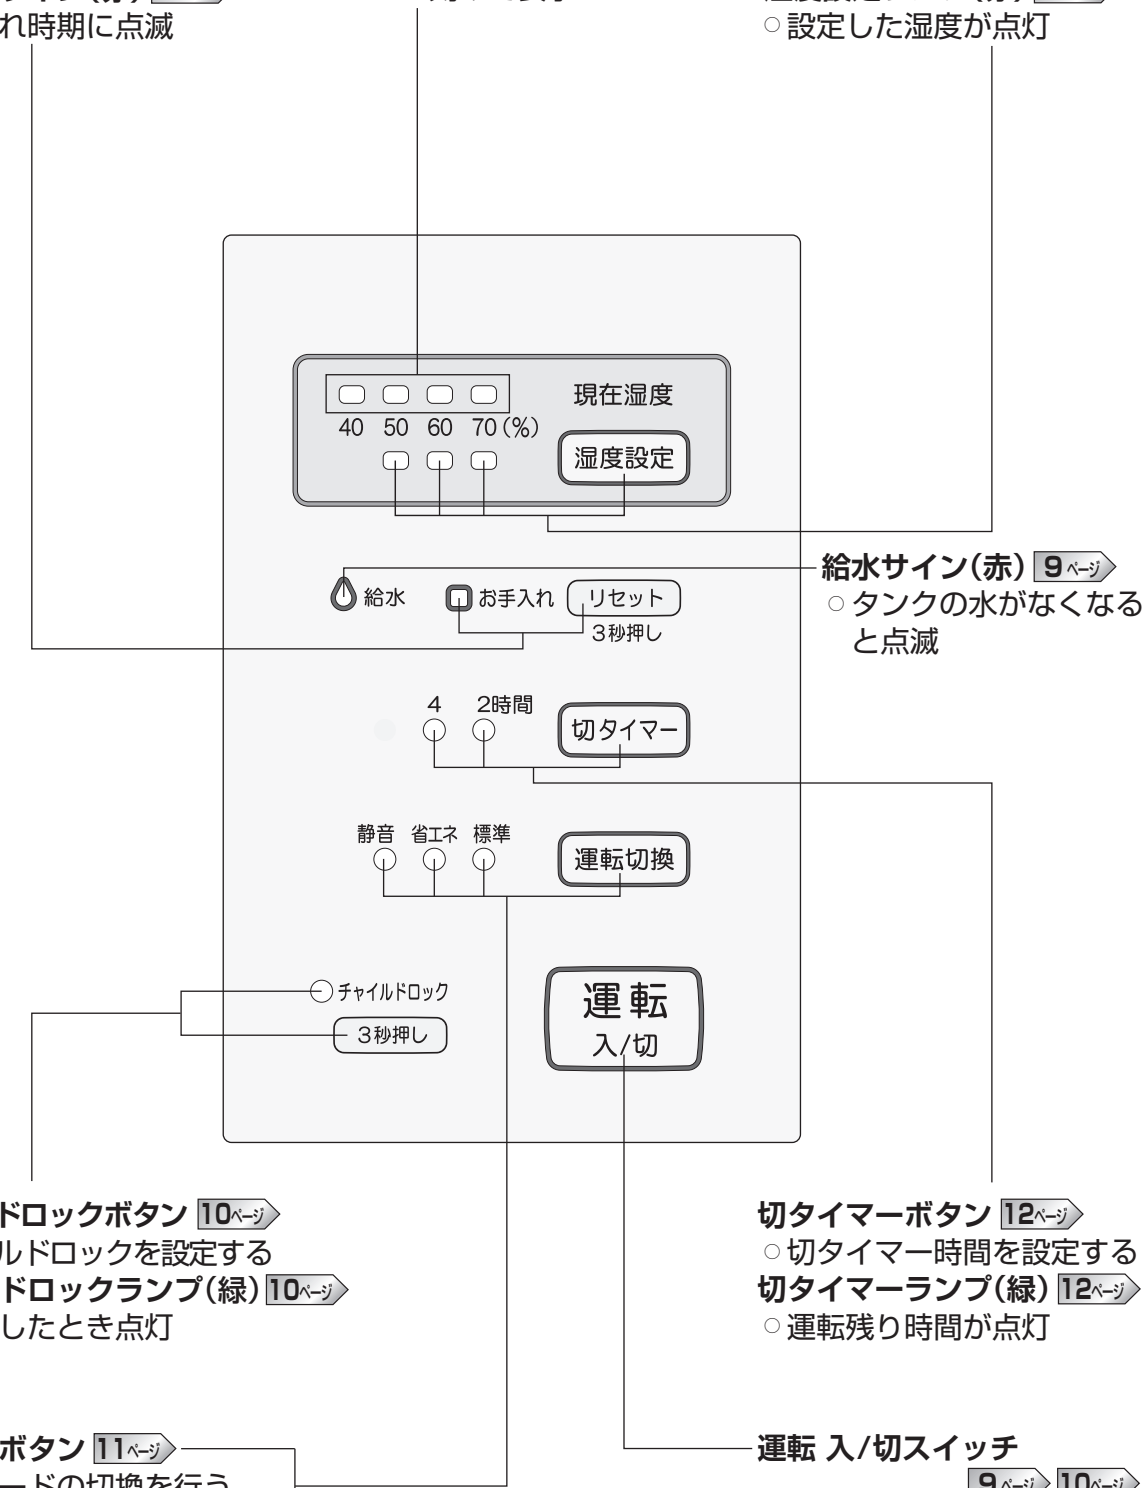 れ時期に点滅
○設定した湿度が点灯
現在湿度
40 50 60 70(%)
湿度設定
給水サイン(赤) 9ページ
○タンクの水がなくなる
と点滅
給水
お手入れ
リセット
3秒押し
4 2時間
切タイマー
静音 省エネ 標準
運転切換
チャイルドロック
3秒押し
運転
入/切
ドロックボタン 10ページ
ルドロックを設定する
ドロックランプ(緑) 10ページ
したとき点灯
切タイマーボタン 12ページ
○切タイマー時間を設定する
切タイマーランプ(緑) 12ページ
○運転残り時間が点灯
ボタン 11ページ
ードの切換を行う
運転 入/切スイッチ
9ページ 10ページ